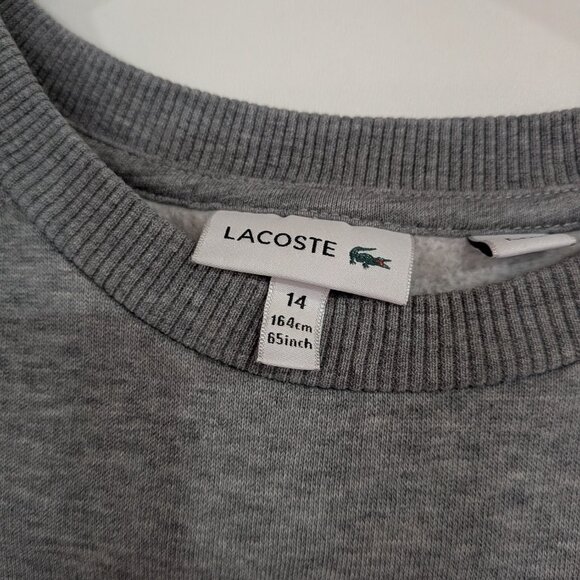 LACOSTE
14
164cm
65inch